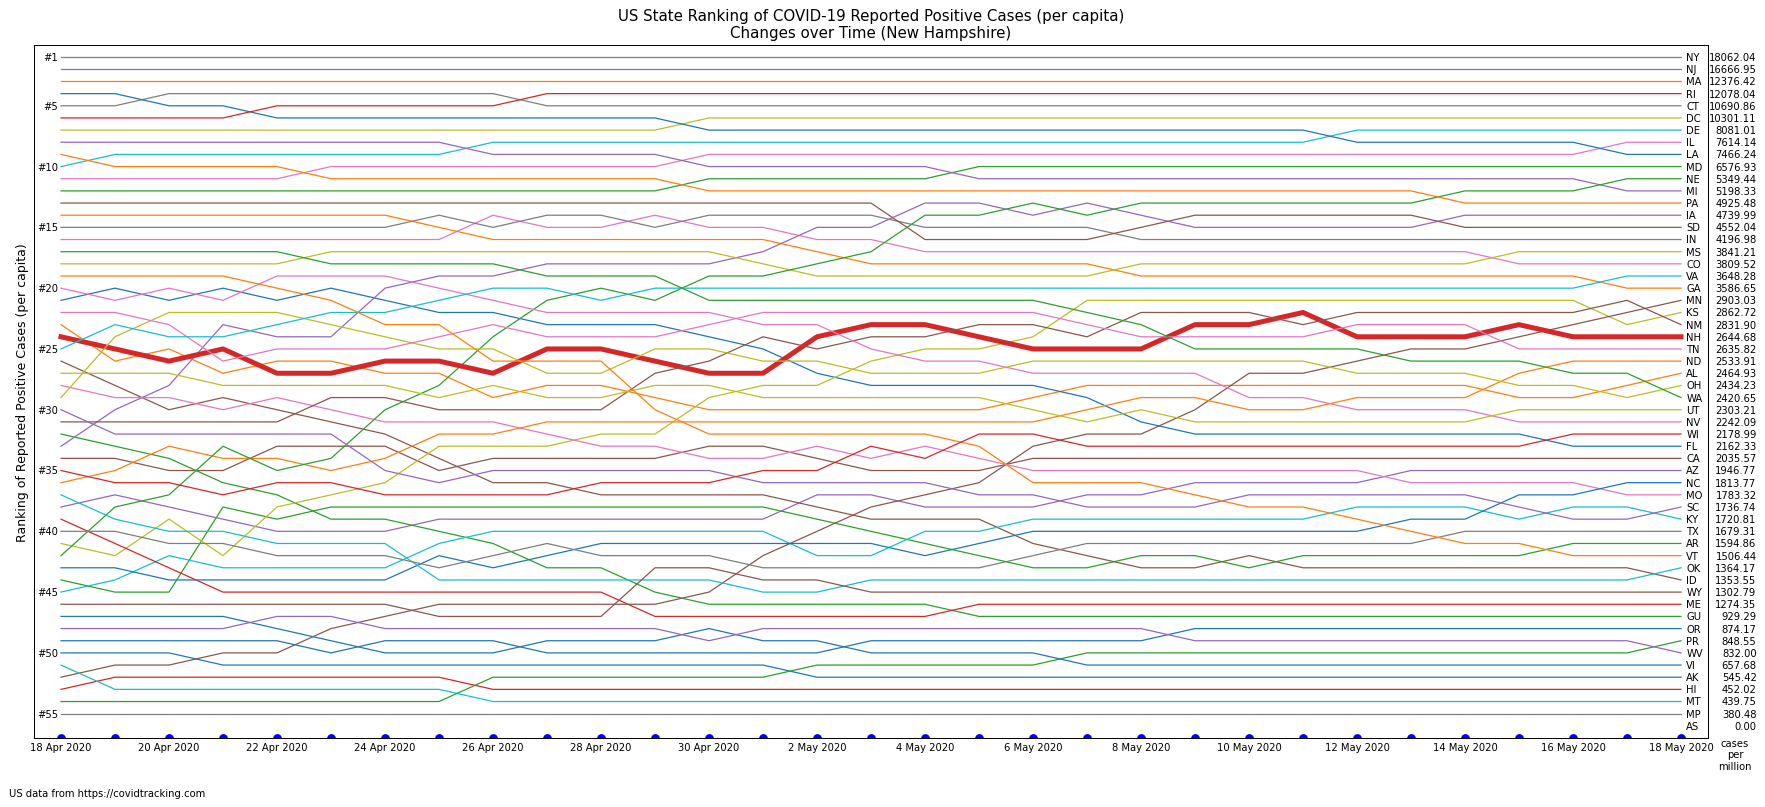 US State Ranking of COVID-19 Reported Positive Cases (per capita)
Changes over Time (New Hampshire)
Ranking of Reported Positive Cases (per capita)
#1
#5
#10
#15
#20
#25
#30
#35
#40
#45
#50
#55
NY 18062.04
NJ 16666.95
MA 12376.42
RI 12078.04
CT 10690.86
DC 10301.11
DE 8081.01
IL 7614.14
LA 7466.24
MD 6576.93
NE 5349.44
MI 5198.33
PA 4925.48
IA 4739.99
SD 4552.04
IN 4196.98
MS 3841.21
CO 3809.52
VA 3648.28
GA 3586.65
MN 2903.03
KS 2862.72
NM 2831.90
NH 2644.68
TN 2635.82
ND 2533.91
AL 2464.93
OH 2434.23
WA 2420.65
UT 2303.21
NV 2242.09
WI 2178.99
FL 2162.33
CA 2035.57
AZ 1946.77
NC 1813.77
MO 1783.32
SC 1736.74
KY 1720.81
TX 1679.31
AR 1594.86
VT 1506.44
OK 1364.17
ID 1353.55
WY 1302.79
ME 1274.35
GU 929.29
OR 874.17
PR 848.55
WV 832.00
VI 657.68
AK 545.42
HI 452.02
MT 439.75
MP 380.48
AS 0.00
18 Apr 2020 20 Apr 2020 22 Apr 2020 24 Apr 2020 26 Apr 2020 28 Apr 2020 30 Apr 2020 2 May 2020 4 May 2020 6 May 2020 8 May 2020 10 May 2020 12 May 2020 14 May 2020 16 May 2020 18 May 2020
cases
per
million
US data from https://covidtracking.com